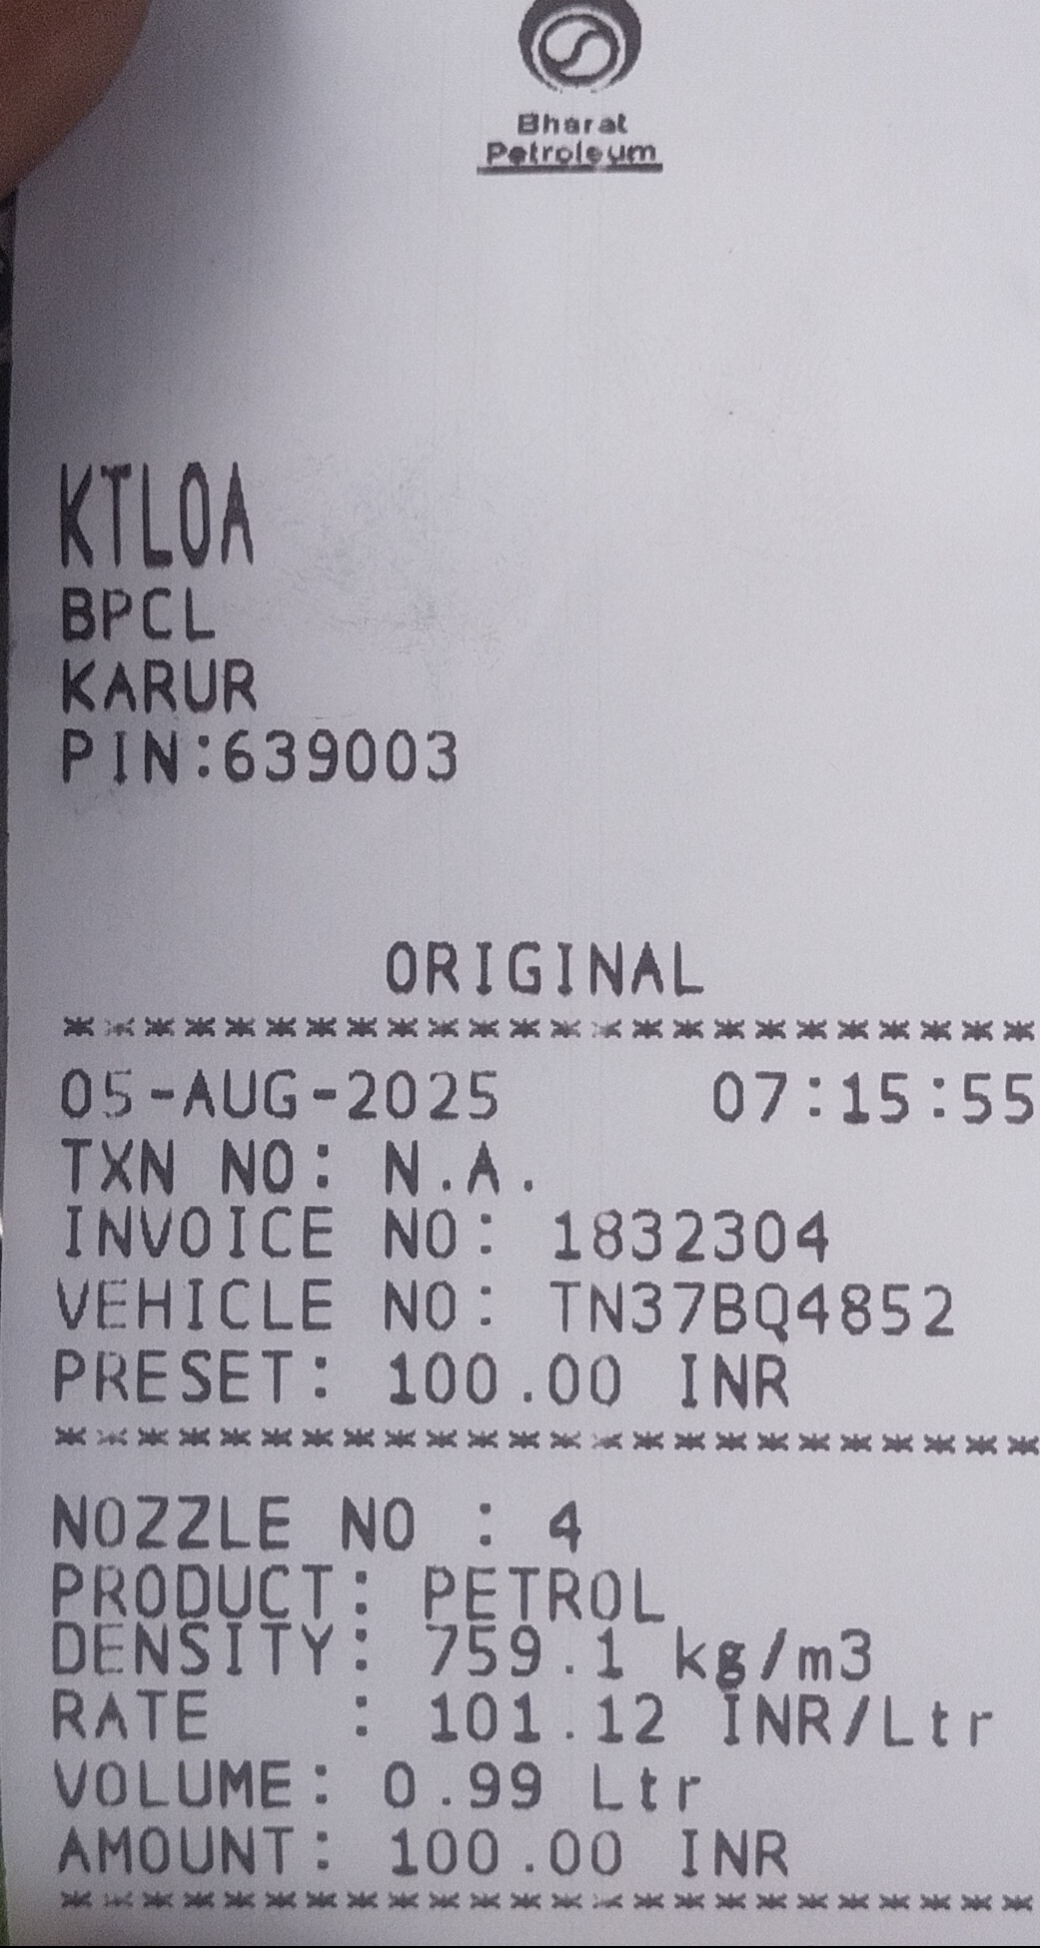 Bharat
Petroleum
KTLOA
BPCL
KARUR
PIN:639003
ORIGINAL
************************
05-AUG-2025 07:15:55
TXN NO: N.A.
INVOICE NO: 1832304
VEHICLE NO: TN37BQ4852
PRESET: 100.00 INR
************************
NOZZLE NO : 4
PRODUCT: PETROL
DENSITY: 759.1 kg/m3
RATE : 101.12 INR/Ltr
VOLUME: 0.99 Ltr
AMOUNT: 100.00 INR
************************